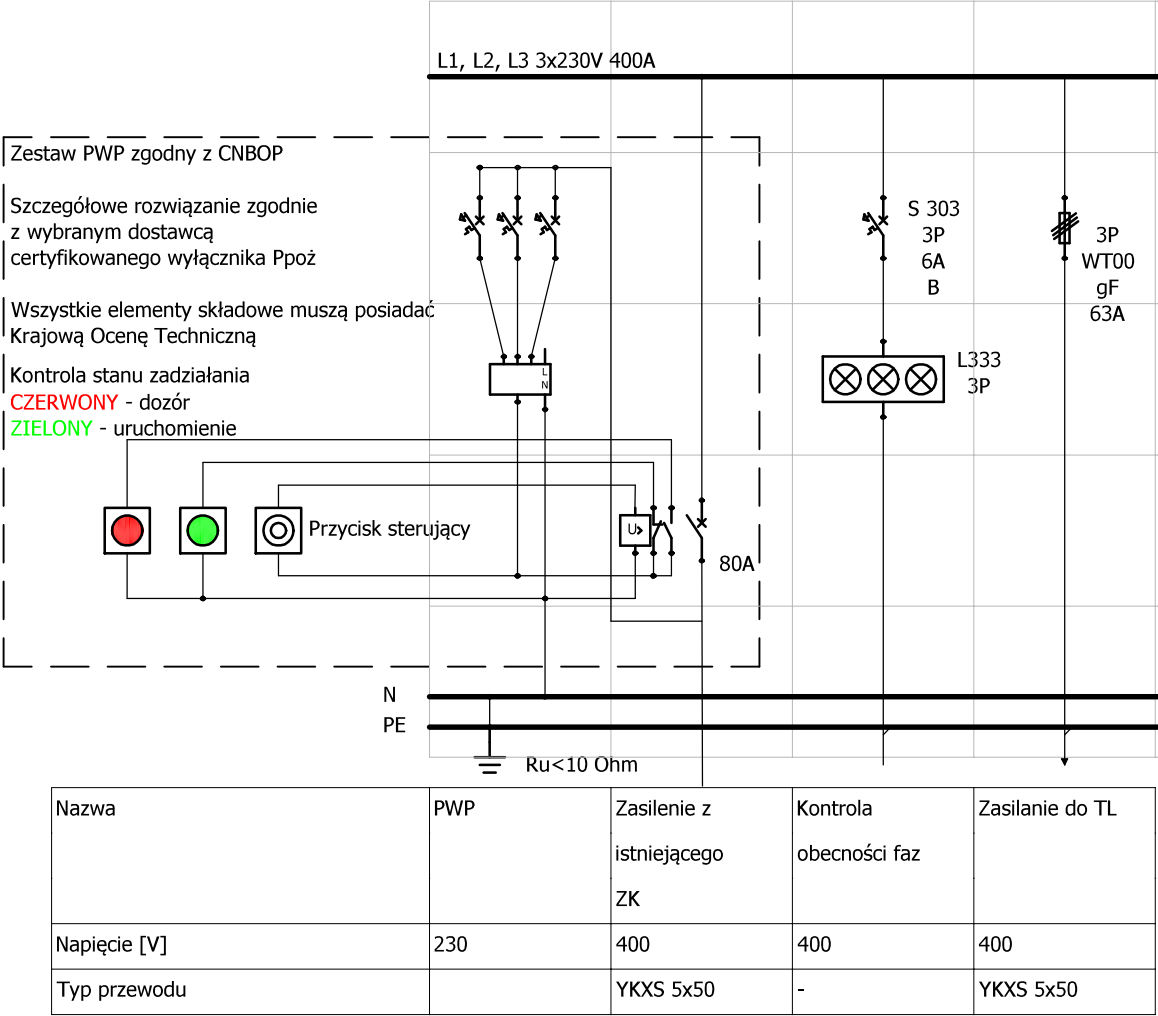 L1, L2, L3 3x230V 400A
Zestaw PWP zgodny z CNBOP
Szczegółowe rozwiązanie zgodnie
z wybranym dostawcą
certyfikowanego wyłącznika Ppoż
Wszystkie elementy składowe muszą posiadać
Krajową Ocenę Techniczną
Kontrola stanu zadziałania
CZERWONY - dozór
ZIELONY - uruchomienie
L
N
S 303
3P
6A
B
3P
WT00
gF
63A
L333
3P
Przycisk sterujący
U>
80A
N
PE
Ru<10 Ohm
Nazwa
PWP
Zasilenie z
istniejącego
ZK
Kontrola
obecności faz
Zasilanie do TL
Napięcie [V]
230
400
400
400
Typ przewodu
YKXS 5x50
-
YKXS 5x50